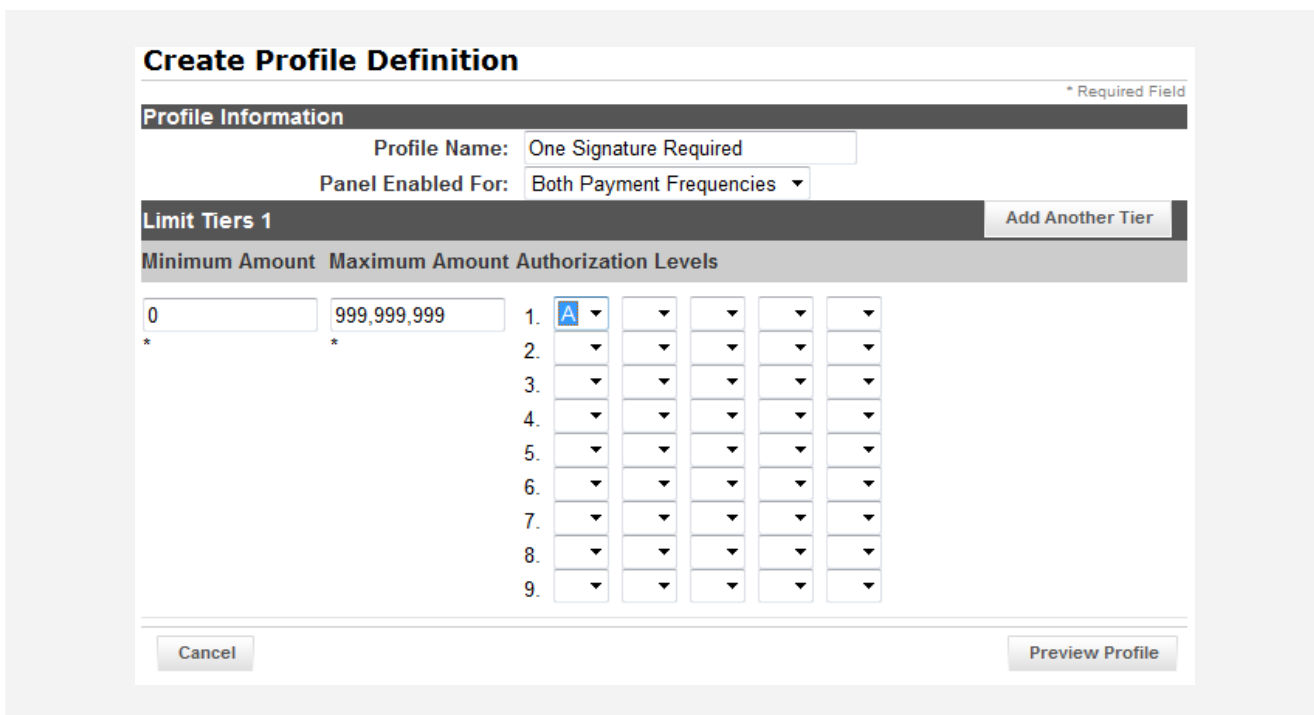 Create Profile Definition
* Required Field
Profile Information
Profile Name: One Signature Required
Panel Enabled For: Both Payment Frequencies
Limit Tiers 1 Add Another Tier
Minimum Amount Maximum Amount Authorization Levels
0 999,999,999 1. A
* * 
2.
3.
4.
5.
6.
7.
8.
9.
Cancel Preview Profile